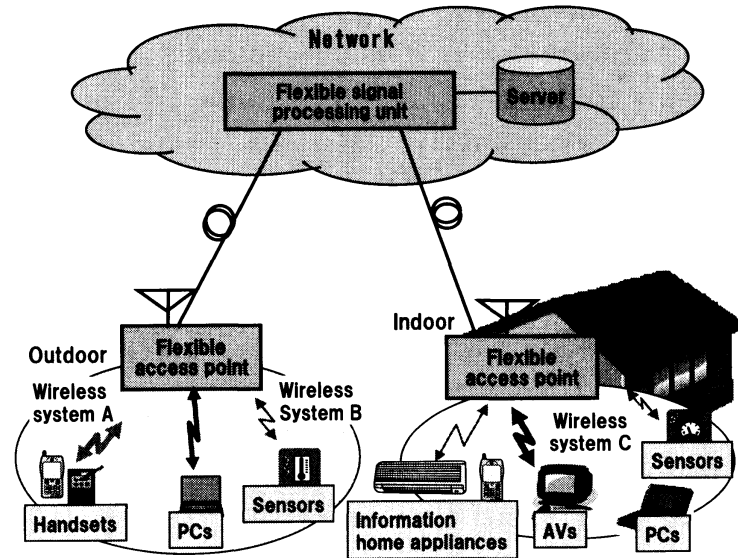 Network
Flexible signal
processing unit
Server
Outdoor
Flexible
access point
Wireless
system A
Wireless
System B
Handsets
PCs
Sensors
Indoor
Flexible
access point
Wireless
system C
Sensors
Information
home appliances
AVs
PCs